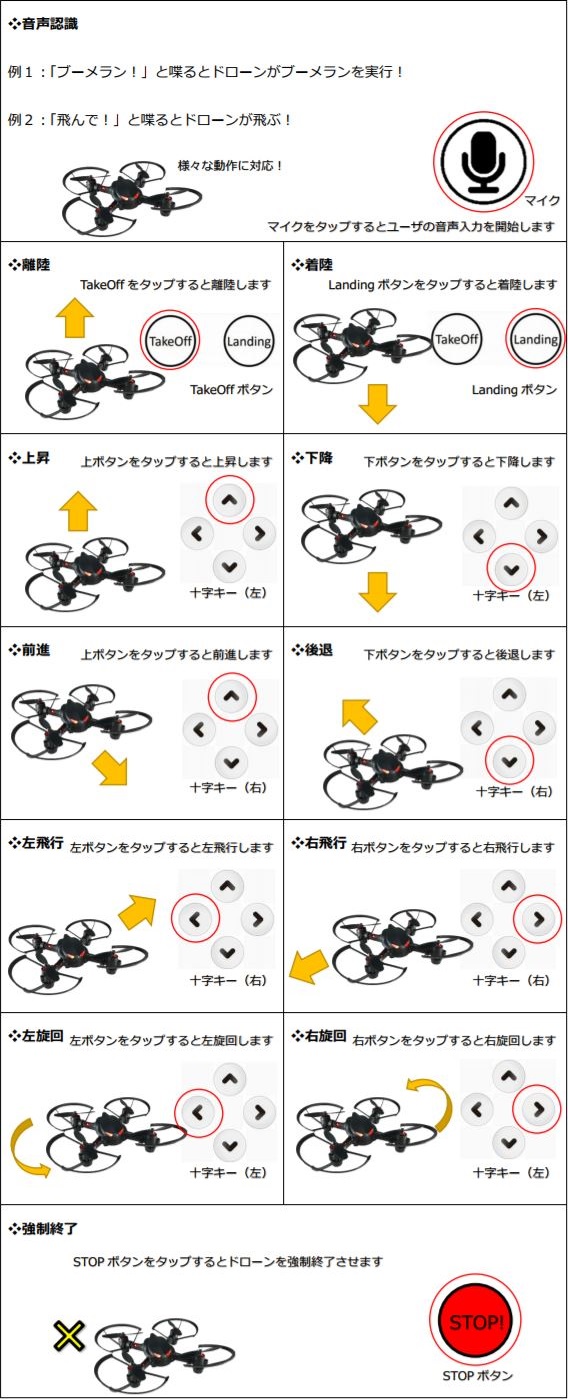 ❖音声認識
例１：「ブーメラン！」と喋るとドローンがブーメランを実行！
例２：「飛んで！」と喋るとドローンが飛ぶ！
様々な動作に対応！
マイク
マイクをタップするとユーザの音声入力を開始します
❖離陸
TakeOff をタップすると離陸します
TakeOff
Landing
TakeOff ボタン
❖着陸
Landing ボタンをタップすると着陸します
TakeOff
Landing
Landing ボタン
❖上昇
上ボタンをタップすると上昇します
十字キー（左）
❖下降
下ボタンをタップすると下降します
十字キー（左）
❖前進
上ボタンをタップすると前進します
十字キー（右）
❖後退
下ボタンをタップすると後退します
十字キー（右）
❖左飛行
左ボタンをタップすると左飛行します
十字キー（右）
❖右飛行
右ボタンをタップすると右飛行します
十字キー（右）
❖左旋回
左ボタンをタップすると左旋回します
十字キー（左）
❖右旋回
右ボタンをタップすると右旋回します
十字キー（左）
❖強制終了
STOP ボタンをタップするとドローンを強制終了させます
STOP!
STOP ボタン